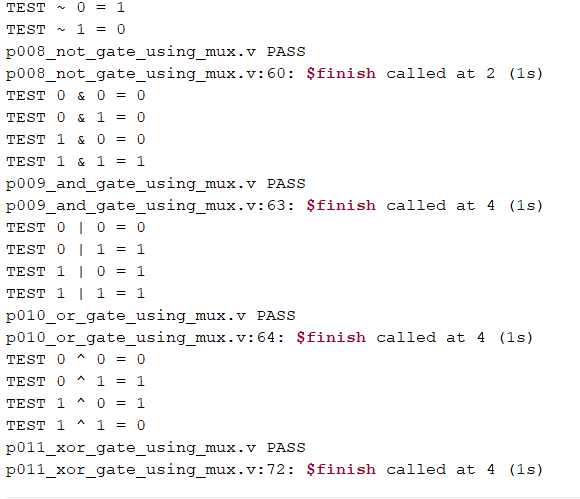 TEST ~ 0 = 1
TEST ~ 1 = 0
p008_not_gate_using_mux.v PASS
p008_not_gate_using_mux.v:60: $finish called at 2 (1s)
TEST 0 & 0 = 0
TEST 0 & 1 = 0
TEST 1 & 0 = 0
TEST 1 & 1 = 1
p009_and_gate_using_mux.v PASS
p009_and_gate_using_mux.v:63: $finish called at 4 (1s)
TEST 0 | 0 = 0
TEST 0 | 1 = 1
TEST 1 | 0 = 1
TEST 1 | 1 = 1
p010_or_gate_using_mux.v PASS
p010_or_gate_using_mux.v:64: $finish called at 4 (1s)
TEST 0 ^ 0 = 0
TEST 0 ^ 1 = 1
TEST 1 ^ 0 = 1
TEST 1 ^ 1 = 0
p011_xor_gate_using_mux.v PASS
p011_xor_gate_using_mux.v:72: $finish called at 4 (1s)